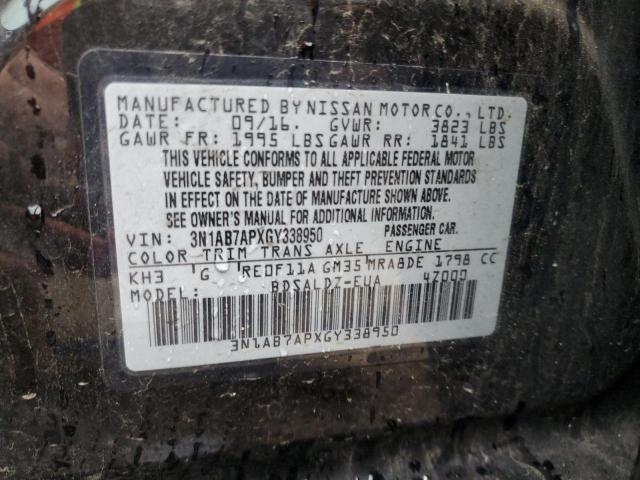 MANUFACTURED BY NISSAN MOTOR CO., LTD.
DATE: 09/16. GVWR: 3823 LBS
GAWR FR: 1995 LBS GAWR RR: 1841 LBS
THIS VEHICLE CONFORMS TO ALL APPLICABLE FEDERAL MOTOR
VEHICLE SAFETY, BUMPER AND THEFT PREVENTION STANDARDS
IN EFFECT ON THE DATE OF MANUFACTURE SHOWN ABOVE.
SEE OWNER'S MANUAL FOR ADDITIONAL INFORMATION.
VIN: 3N1AB7APXGY338950 PASSENGER CAR.
COLOR TRIM TRANS AXLE ENGINE
KH3 'G 'RE0F11A GM35'MRA8DE 1798 CC
MODEL: BDSALDZ-EUA 47000
3N1AB7APXGY338950